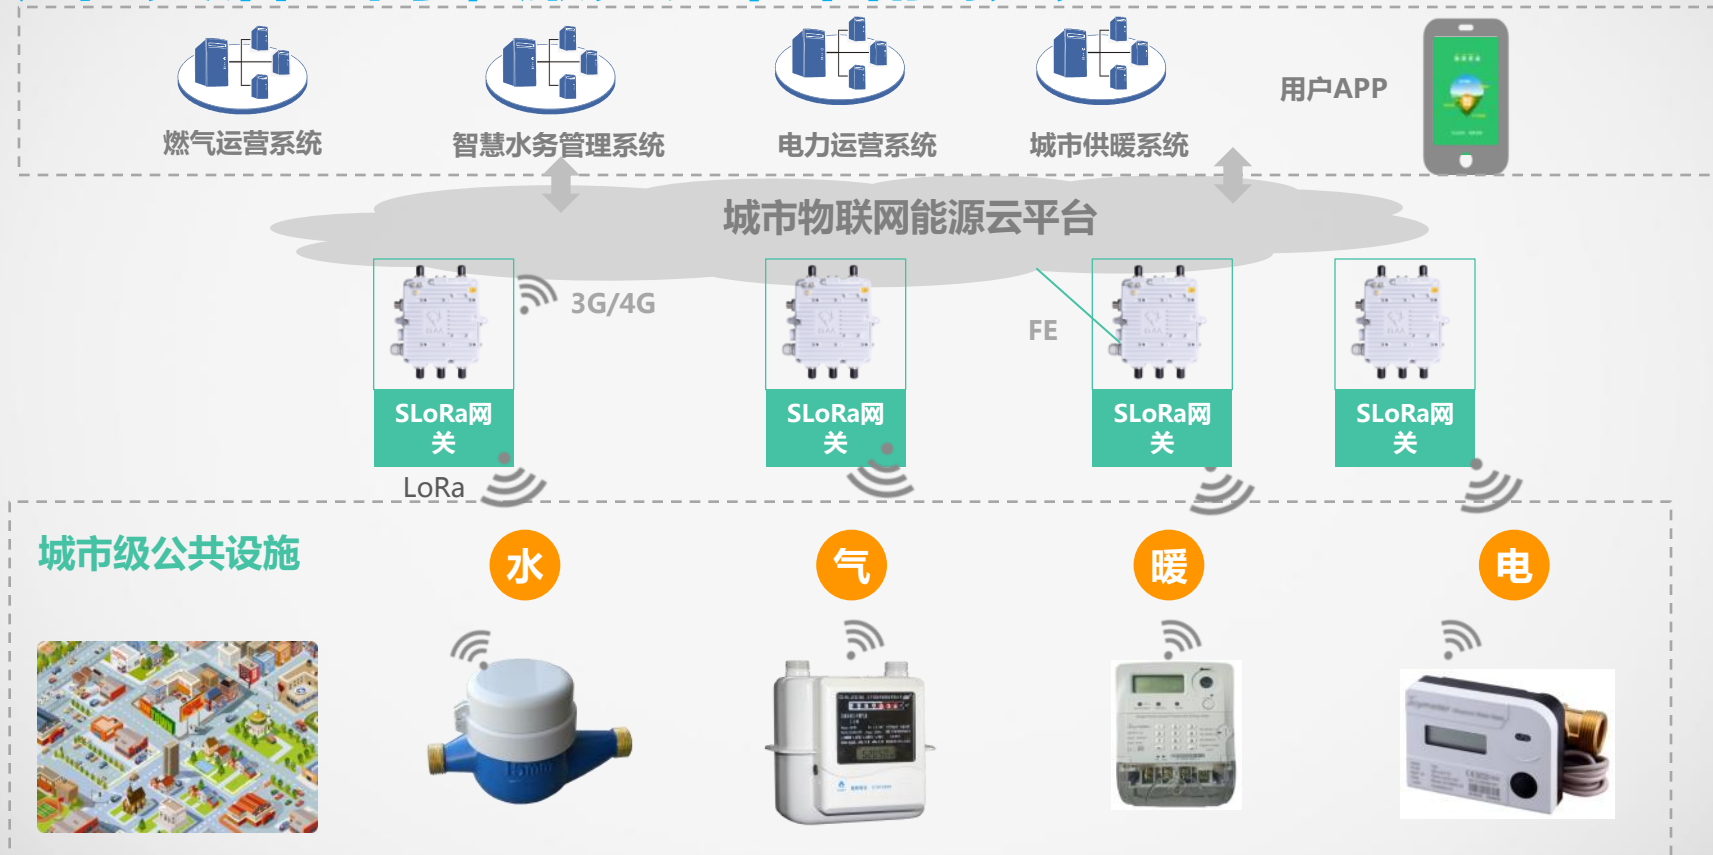 燃气运营系统
智慧水务管理系统
电力运营系统
城市供暖系统
用户APP
城市物联网能源云平台
3G/4G
FE
SLoRa网
关
SLoRa网
关
SLoRa网
关
SLoRa网
关
LoRa
城市级公共设施
水
气
暖
电